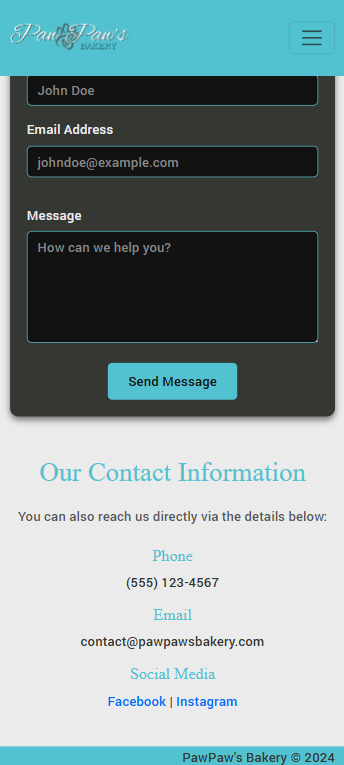 Paw Paw's
BAKERY
John Doe
Email Address
johndoe@example.com
Message
How can we help you?
Send Message
Our Contact Information
You can also reach us directly via the details below:
Phone
(555) 123-4567
Email
contact@pawpawsbakery.com
Social Media
Facebook | Instagram
PawPaw's Bakery © 2024